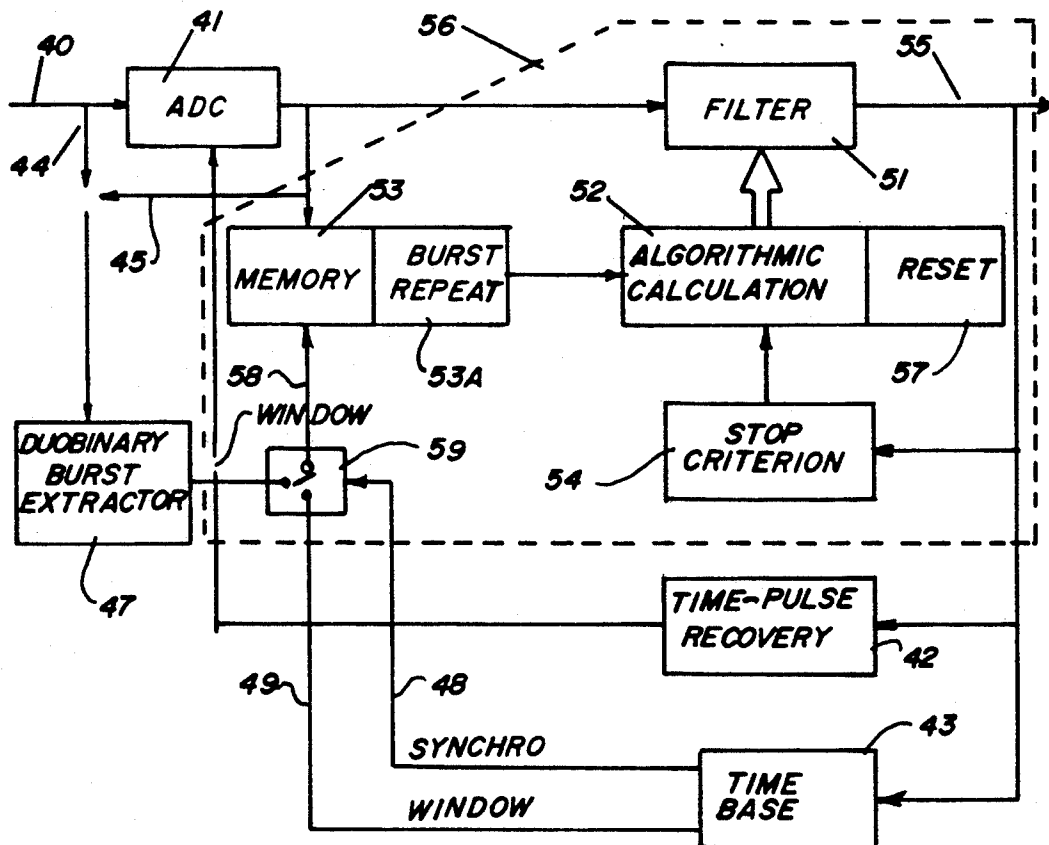 40
41
56
55
ADC
FILTER
44
51
53
52
45
MEMORY
BURST
REPEAT
ALGORITHMIC
CALCULATION
RESET
58
53A
57
WINDOW
59
DUOBINARY
BURST
EXTRACTOR
STOP
CRITERION
54
47
TIME-PULSE
RECOVERY
42
49
48
43
SYNCHRO
TIME
BASE
WINDOW